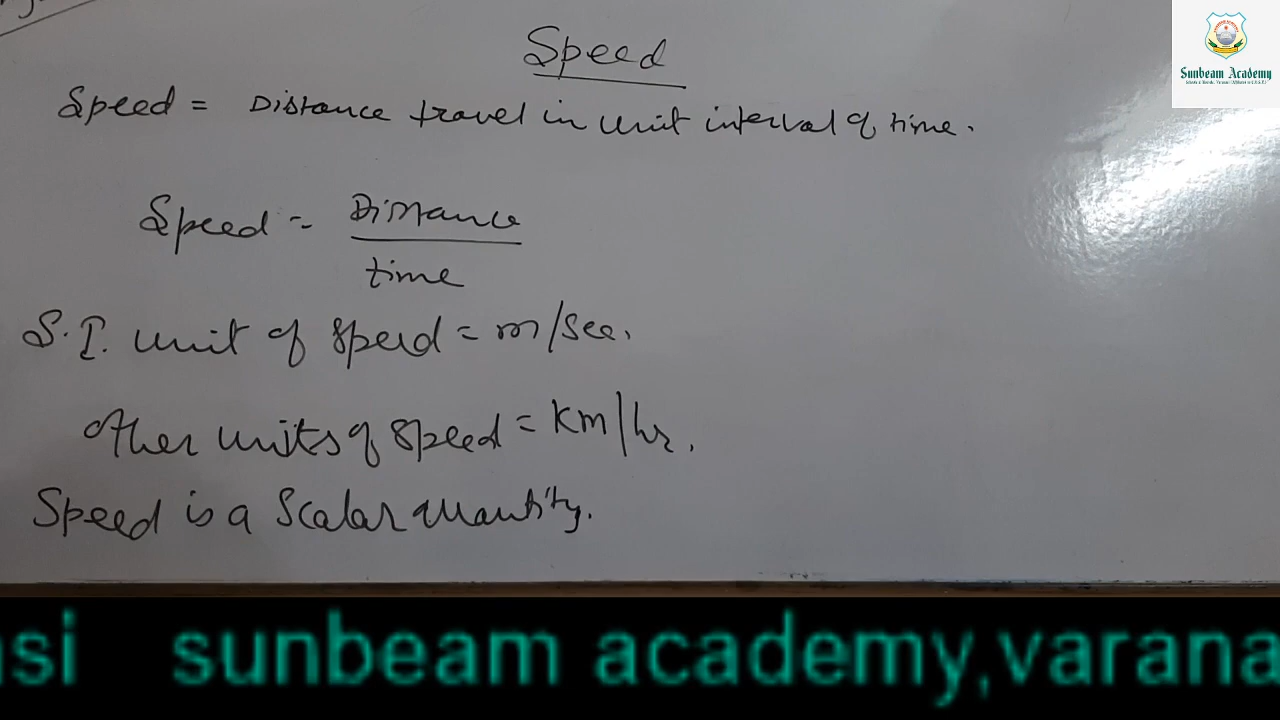 Speed
Speed = Distance travel in unit interval of time.
Speed = Distance
time
S.I. unit of speed = m/sec.
Other units of speed = km/hr.
Speed is a Scalar quantity.
Sunbeam Academy
asi sunbeam academy,varana